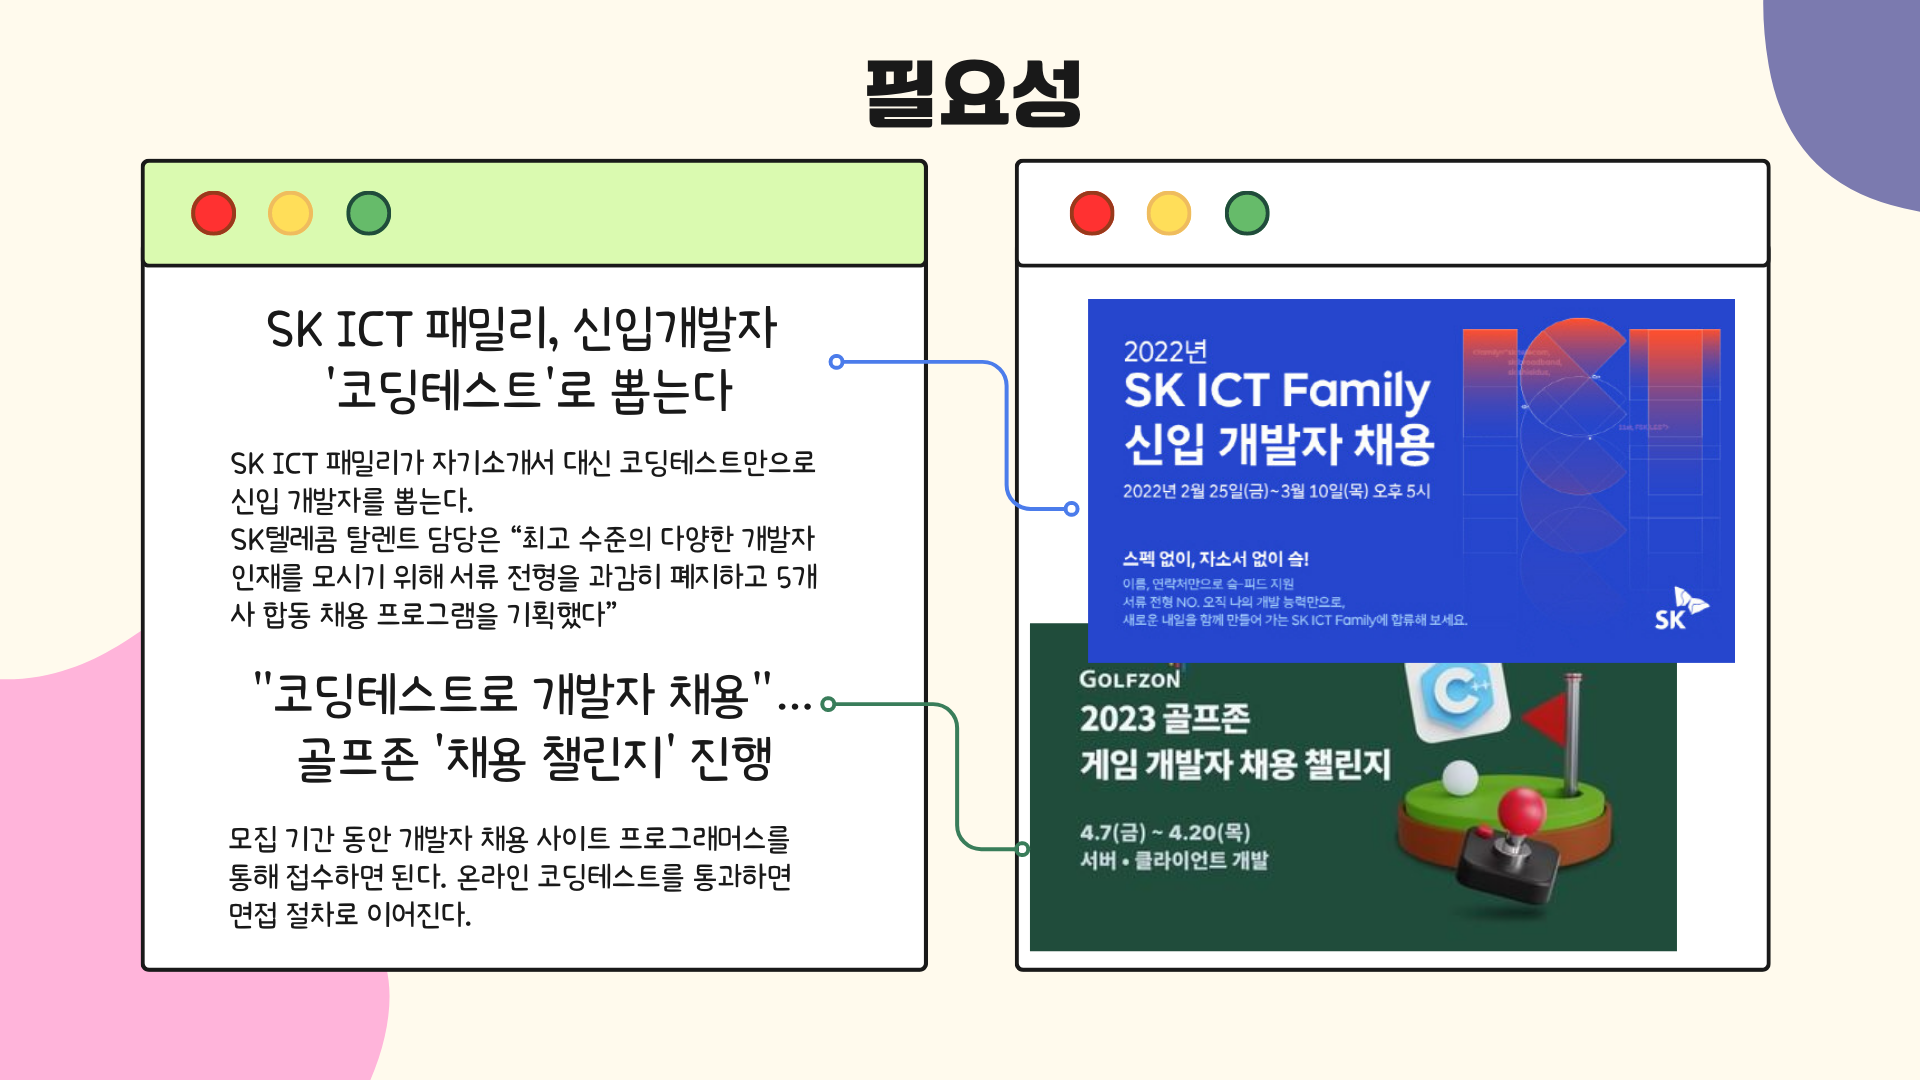 필요성
SK ICT 패밀리, 신입개발자
'코딩테스트'로 뽑는다
SK ICT 패밀리가 자기소개서 대신 코딩테스트만으로
신입 개발자를 뽑는다.
SK텔레콤 탈렌트 담당은 “최고 수준의 다양한 개발자
인재를 모시기 위해 서류 전형을 과감히 폐지하고 5개
사 합동 채용 프로그램을 기획했다”
"코딩테스트로 개발자 채용"...
골프존 '채용 챌린지' 진행
모집 기간 동안 개발자 채용 사이트 프로그래머스를
통해 접수하면 된다. 온라인 코딩테스트를 통과하면
면접 절차로 이어진다.
2022년
SK ICT Family
신입 개발자 채용
2022년 2월 25일(금)~3월 10일(목) 오후 5시
스펙 없이, 자소서 없이 슥!
이름, 연락처만으로 슥-피드 지원
서류 전형 NO. 오직 나의 개발 능력만으로,
새로운 내일을 함께 만들어 가는 SK ICT Family에 합류해 보세요.
SK
GOLFZON
2023 골프존
게임 개발자 채용 챌린지
4.7(금) ~ 4.20(목)
서버 • 클라이언트 개발
C++